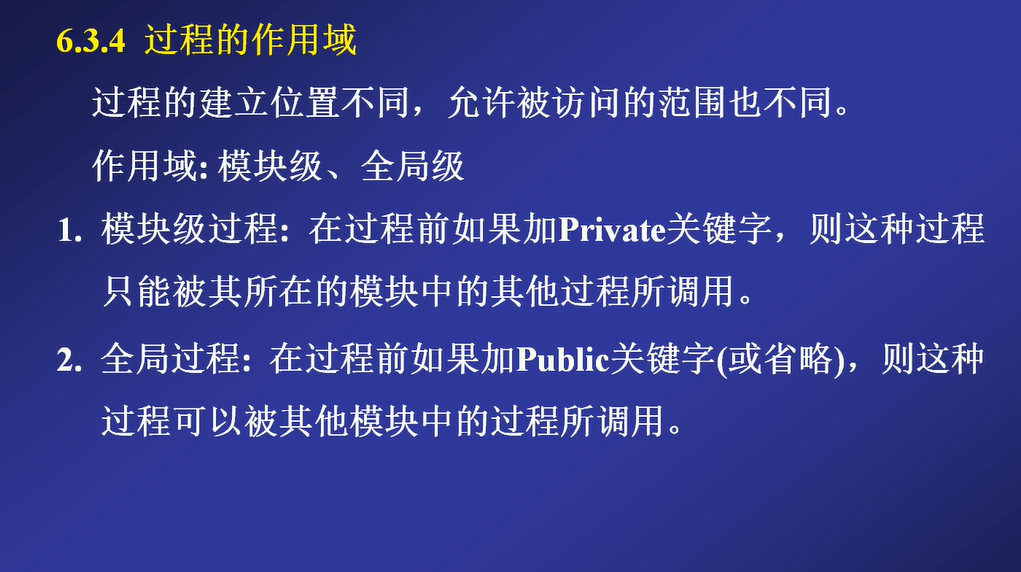 6.3.4 过程的作用域
过程的建立位置不同，允许被访问的范围也不同。
作用域: 模块级、全局级
1. 模块级过程: 在过程前如果加Private关键字，则这种过程
只能被其所在的模块中的其他过程所调用。
2. 全局过程: 在过程前如果加Public关键字(或省略)，则这种
过程可以被其他模块中的过程所调用。